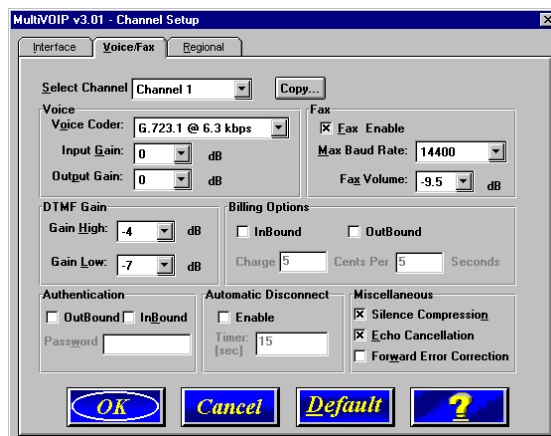 MultiVOIP v3.01 - Channel Setup
Interface Voice/Fax Regional
Select Channel Channel 1 Copy...
Voice
Voice Coder: G.723.1 @ 6.3 kbps
Input Gain: 0 dB
Output Gain: 0 dB
Fax
Fax Enable
Max Baud Rate: 14400
Fax Volume: -9.5 dB
DTMF Gain
Gain High: -4 dB
Gain Low: -7 dB
Billing Options
InBound OutBound
Charge 5 Cents Per 5 Seconds
Authentication
OutBound InBound
Password
Automatic Disconnect
Enable
Timer: 15
[sec]
Miscellaneous
Silence Compression
Echo Cancellation
Forward Error Correction
OK Cancel Default ?